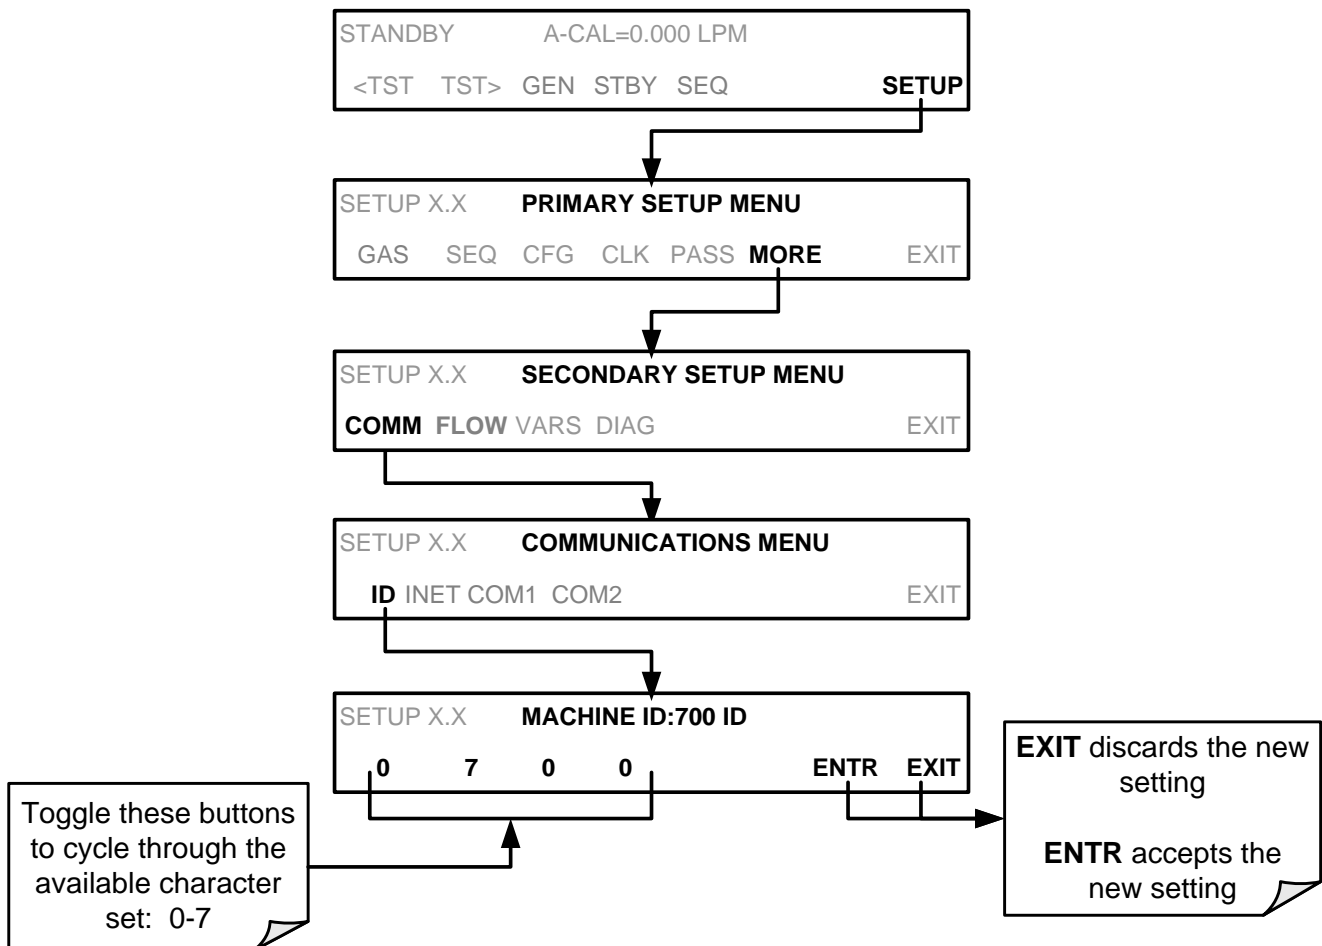 STANDBY A-CAL=0.000 LPM
<TST TST> GEN STBY SEQ SETUP
SETUP X.X PRIMARY SETUP MENU
GAS SEQ CFG CLK PASS MORE EXIT
SETUP X.X SECONDARY SETUP MENU
COMM FLOW VARS DIAG EXIT
SETUP X.X COMMUNICATIONS MENU
ID INET COM1 COM2 EXIT
SETUP X.X MACHINE ID:700 ID
0 7 0 0 ENTR EXIT
Toggle these buttons
to cycle through the
available character
set: 0-7
EXIT discards the new
setting
ENTR accepts the
new setting